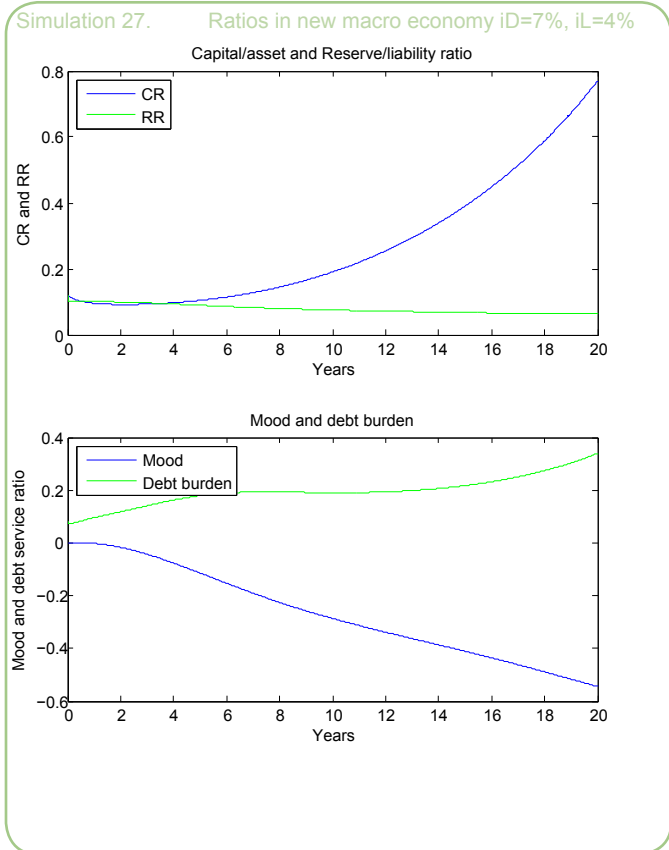 Simulation 27. Ratios in new macro economy iD=7%, iL=4%
Capital/asset and Reserve/liability ratio
CR
RR
CR and RR
0.8
0.6
0.4
0.2
0
0 2 4 6 8 10 12 14 16 18 20
Years
Mood and debt burden
Mood
Debt burden
Mood and debt service ratio
0.4
0.2
0
−0.2
−0.4
−0.6
0 2 4 6 8 10 12 14 16 18 20
Years